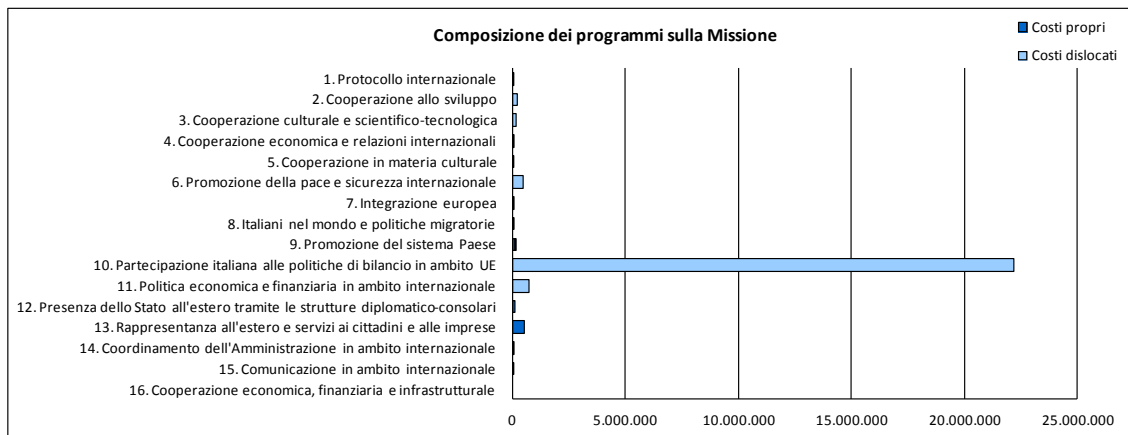 Composizione dei programmi sulla Missione
Costi propri
Costi dislocati
1. Protocollo internazionale
2. Cooperazione allo sviluppo
3. Cooperazione culturale e scientifico-tecnologica
4. Cooperazione economica e relazioni internazionali
5. Cooperazione in materia culturale
6. Promozione della pace e sicurezza internazionale
7. Integrazione europea
8. Italiani nel mondo e politiche migratorie
9. Promozione del sistema Paese
10. Partecipazione italiana alle politiche di bilancio in ambito UE
11. Politica economica e finanziaria in ambito internazionale
12. Presenza dello Stato all'estero tramite le strutture diplomatico-consolari
13. Rappresentanza all'estero e servizi ai cittadini e alle imprese
14. Coordinamento dell'Amministrazione in ambito internazionale
15. Comunicazione in ambito internazionale
16. Cooperazione economica, finanziaria e infrastrutturale
0 5.000.000 10.000.000 15.000.000 20.000.000 25.000.000